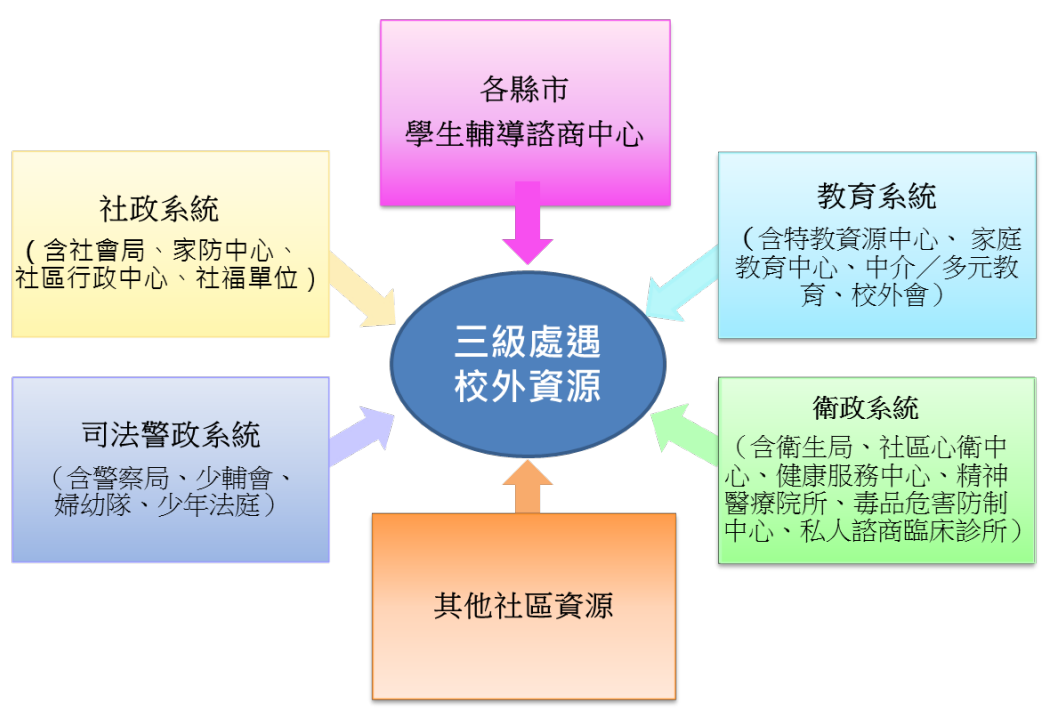 各縣市
學生輔導諮商中心
社政系統
（含社會局、家防中心、
社區行政中心、社福單位）
教育系統
（含特教資源中心、 家庭
教育中心、中介／多元教
育、校外會）
三級處遇
校外資源
司法警政系統
（含警察局、少輔會、
婦幼隊、少年法庭）
衛政系統
（含衛生局、社區心衛中
心、健康服務中心、精神
醫療院所、毒品危害防制
中心、私人諮商臨床診所）
其他社區資源